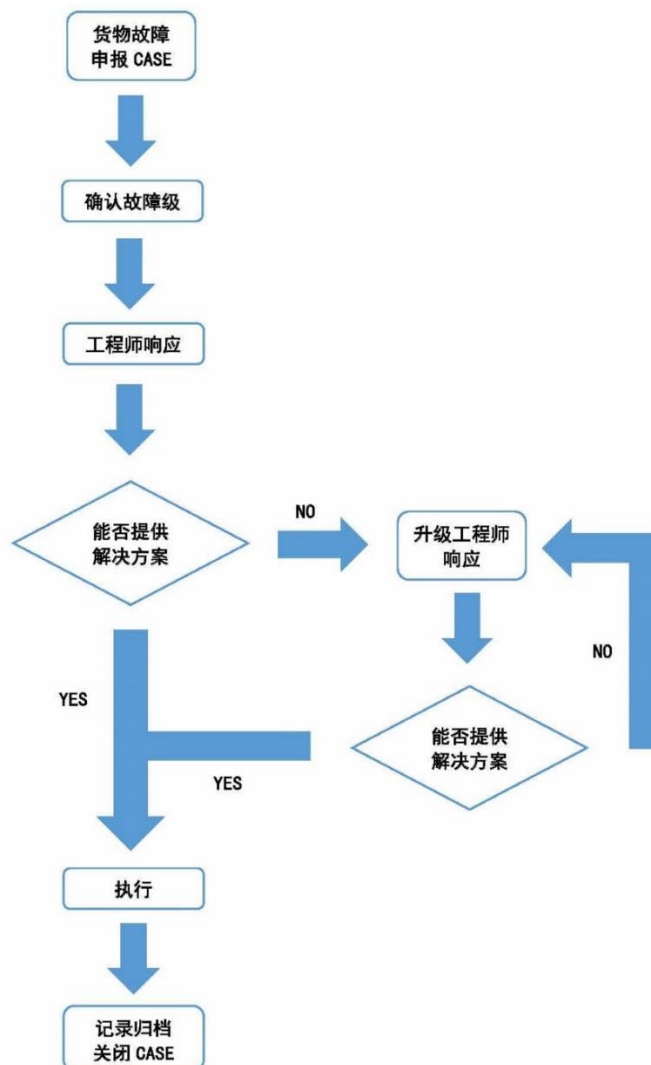 货物故障
申报 CASE
确认故障级
工程师响应
能否提供
解决方案
NO
升级工程师
响应
NO
YES
能否提供
解决方案
YES
执行
记录归档
关闭 CASE